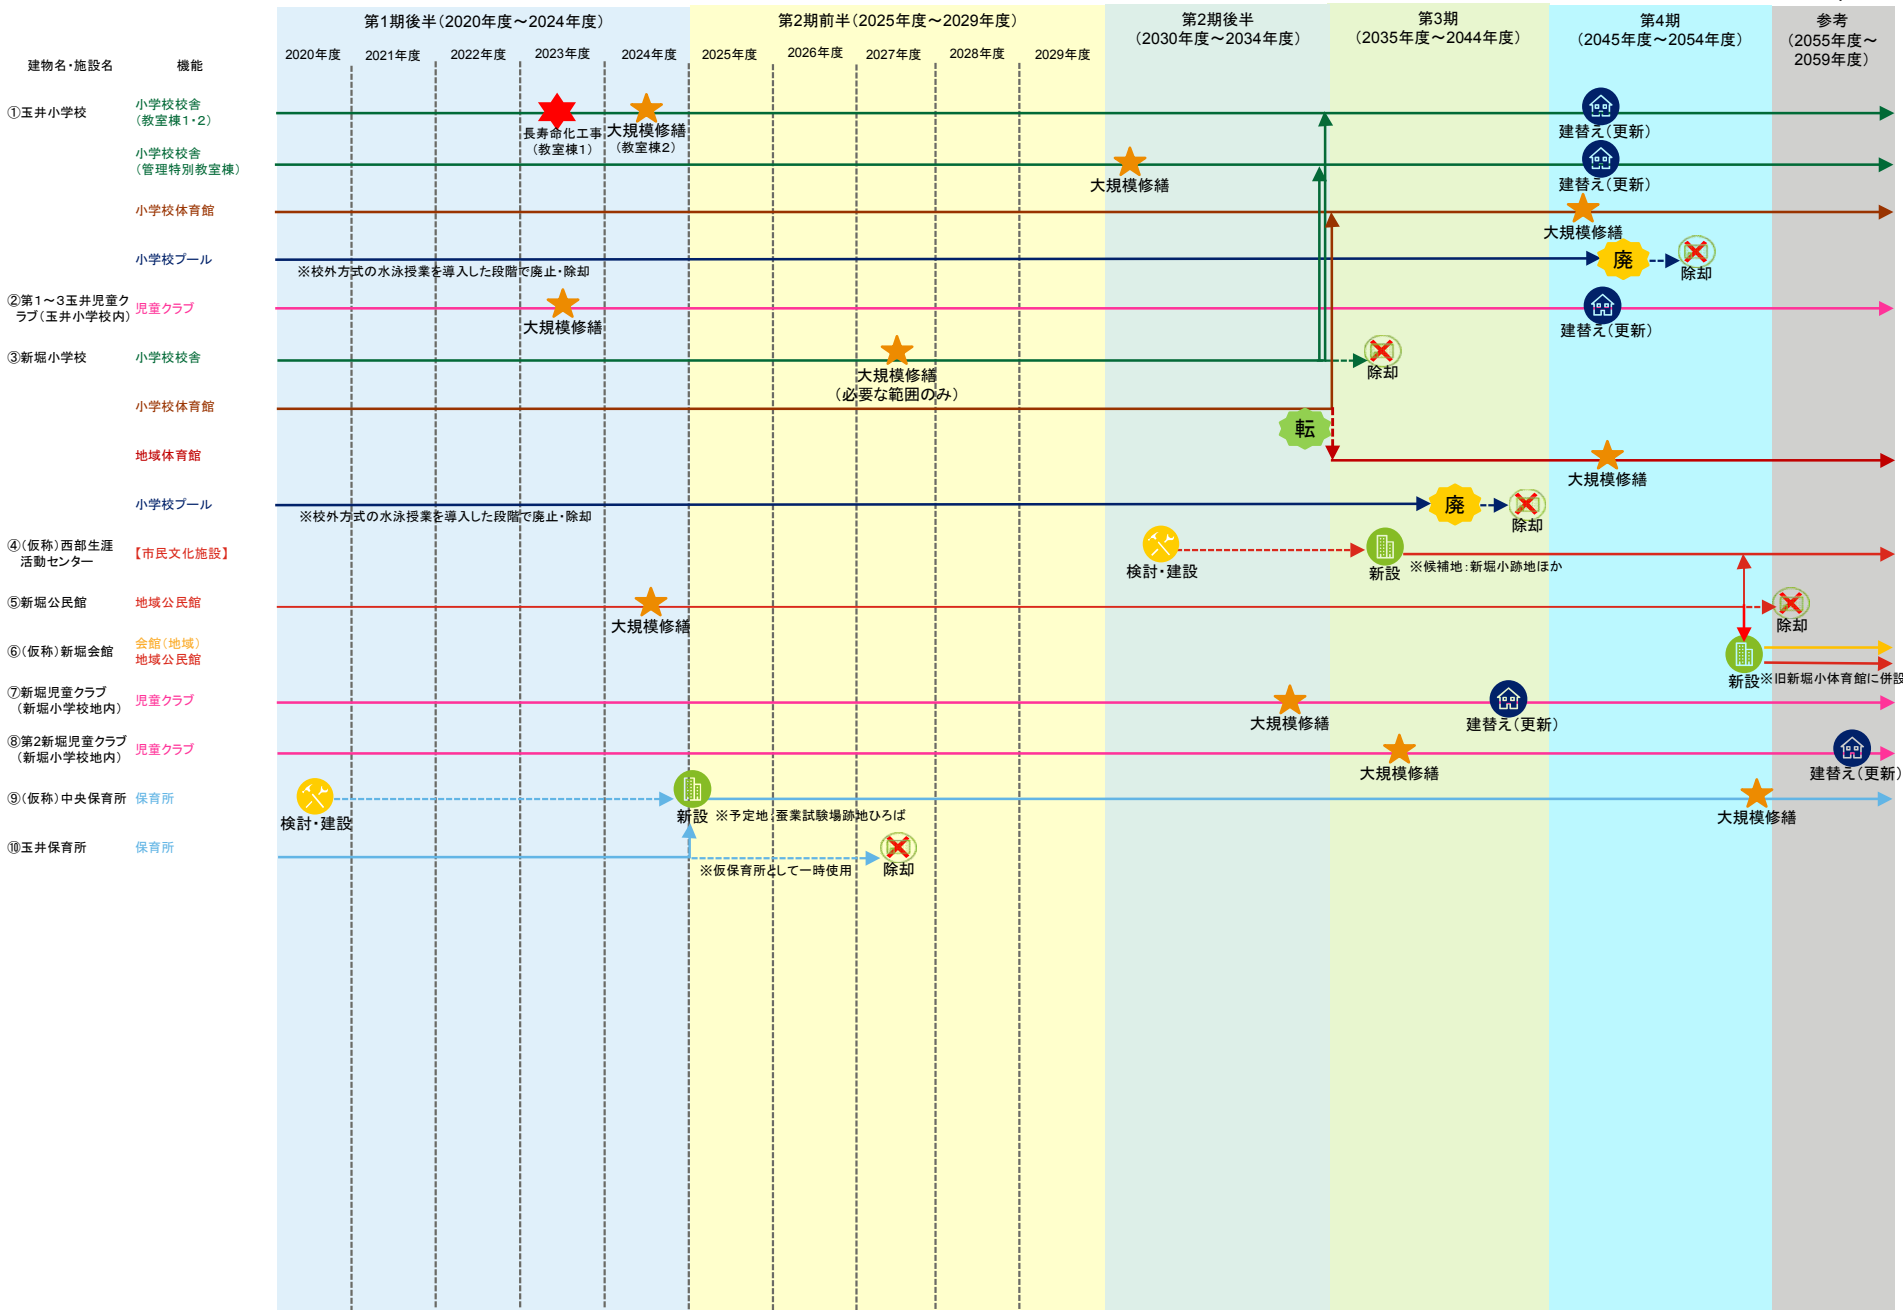 第1期後半(2020年度～2024年度)
第2期前半(2025年度～2029年度)
第2期後半
(2030年度～2034年度)
第3期
(2035年度～2044年度)
第4期
(2045年度～2054年度)
参考
(2055年度～
2059年度)
建物名・施設名
機能
2020年度
2021年度
2022年度
2023年度
2024年度
2025年度
2026年度
2027年度
2028年度
2029年度
①玉井小学校
小学校校舎
(教室棟1・2)
長寿命化工事
(教室棟1)
大規模修繕
(教室棟2)
建替え(更新)
小学校校舎
(管理特別教室棟)
大規模修繕
建替え(更新)
小学校体育館
大規模修繕
小学校プール
※校外方式の水泳授業を導入した段階で廃止・除却
廃
除却
②第1～3玉井児童ク
ラブ(玉井小学校内)
児童クラブ
大規模修繕
建替え(更新)
③新堀小学校
小学校校舎
大規模修繕
(必要な範囲のみ)
除却
小学校体育館
転
地域体育館
大規模修繕
小学校プール
※校外方式の水泳授業を導入した段階で廃止・除却
廃
除却
④(仮称)西部生涯
活動センター
【市民文化施設】
検討・建設
新設
※候補地：新堀小跡地ほか
⑤新堀公民館
地域公民館
大規模修繕
除却
⑥(仮称)新堀会館
会館(地域)
地域公民館
新設
※旧新堀小体育館に併設
⑦新堀児童クラブ
(新堀小学校地内)
児童クラブ
大規模修繕
建替え(更新)
⑧第2新堀児童クラブ
(新堀小学校地内)
児童クラブ
大規模修繕
建替え(更新)
⑨(仮称)中央保育所
保育所
検討・建設
新設
※予定地：蚕業試験場跡地ひろば
大規模修繕
⑩玉井保育所
保育所
※仮保育所として一時使用
除却